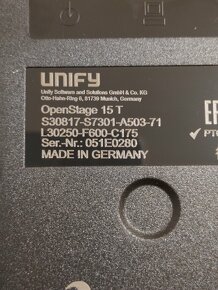 UNIFY
Unify Software and Solutions GmbH & Co. KG
Otto-Hahn-Ring 6, 81739 Munich, Germany
OpenStage 15 T
S30817-S7301-A503-71
L30250-F600-C175
Ser.-Nr.: 051E0280
MADE IN GERMANY